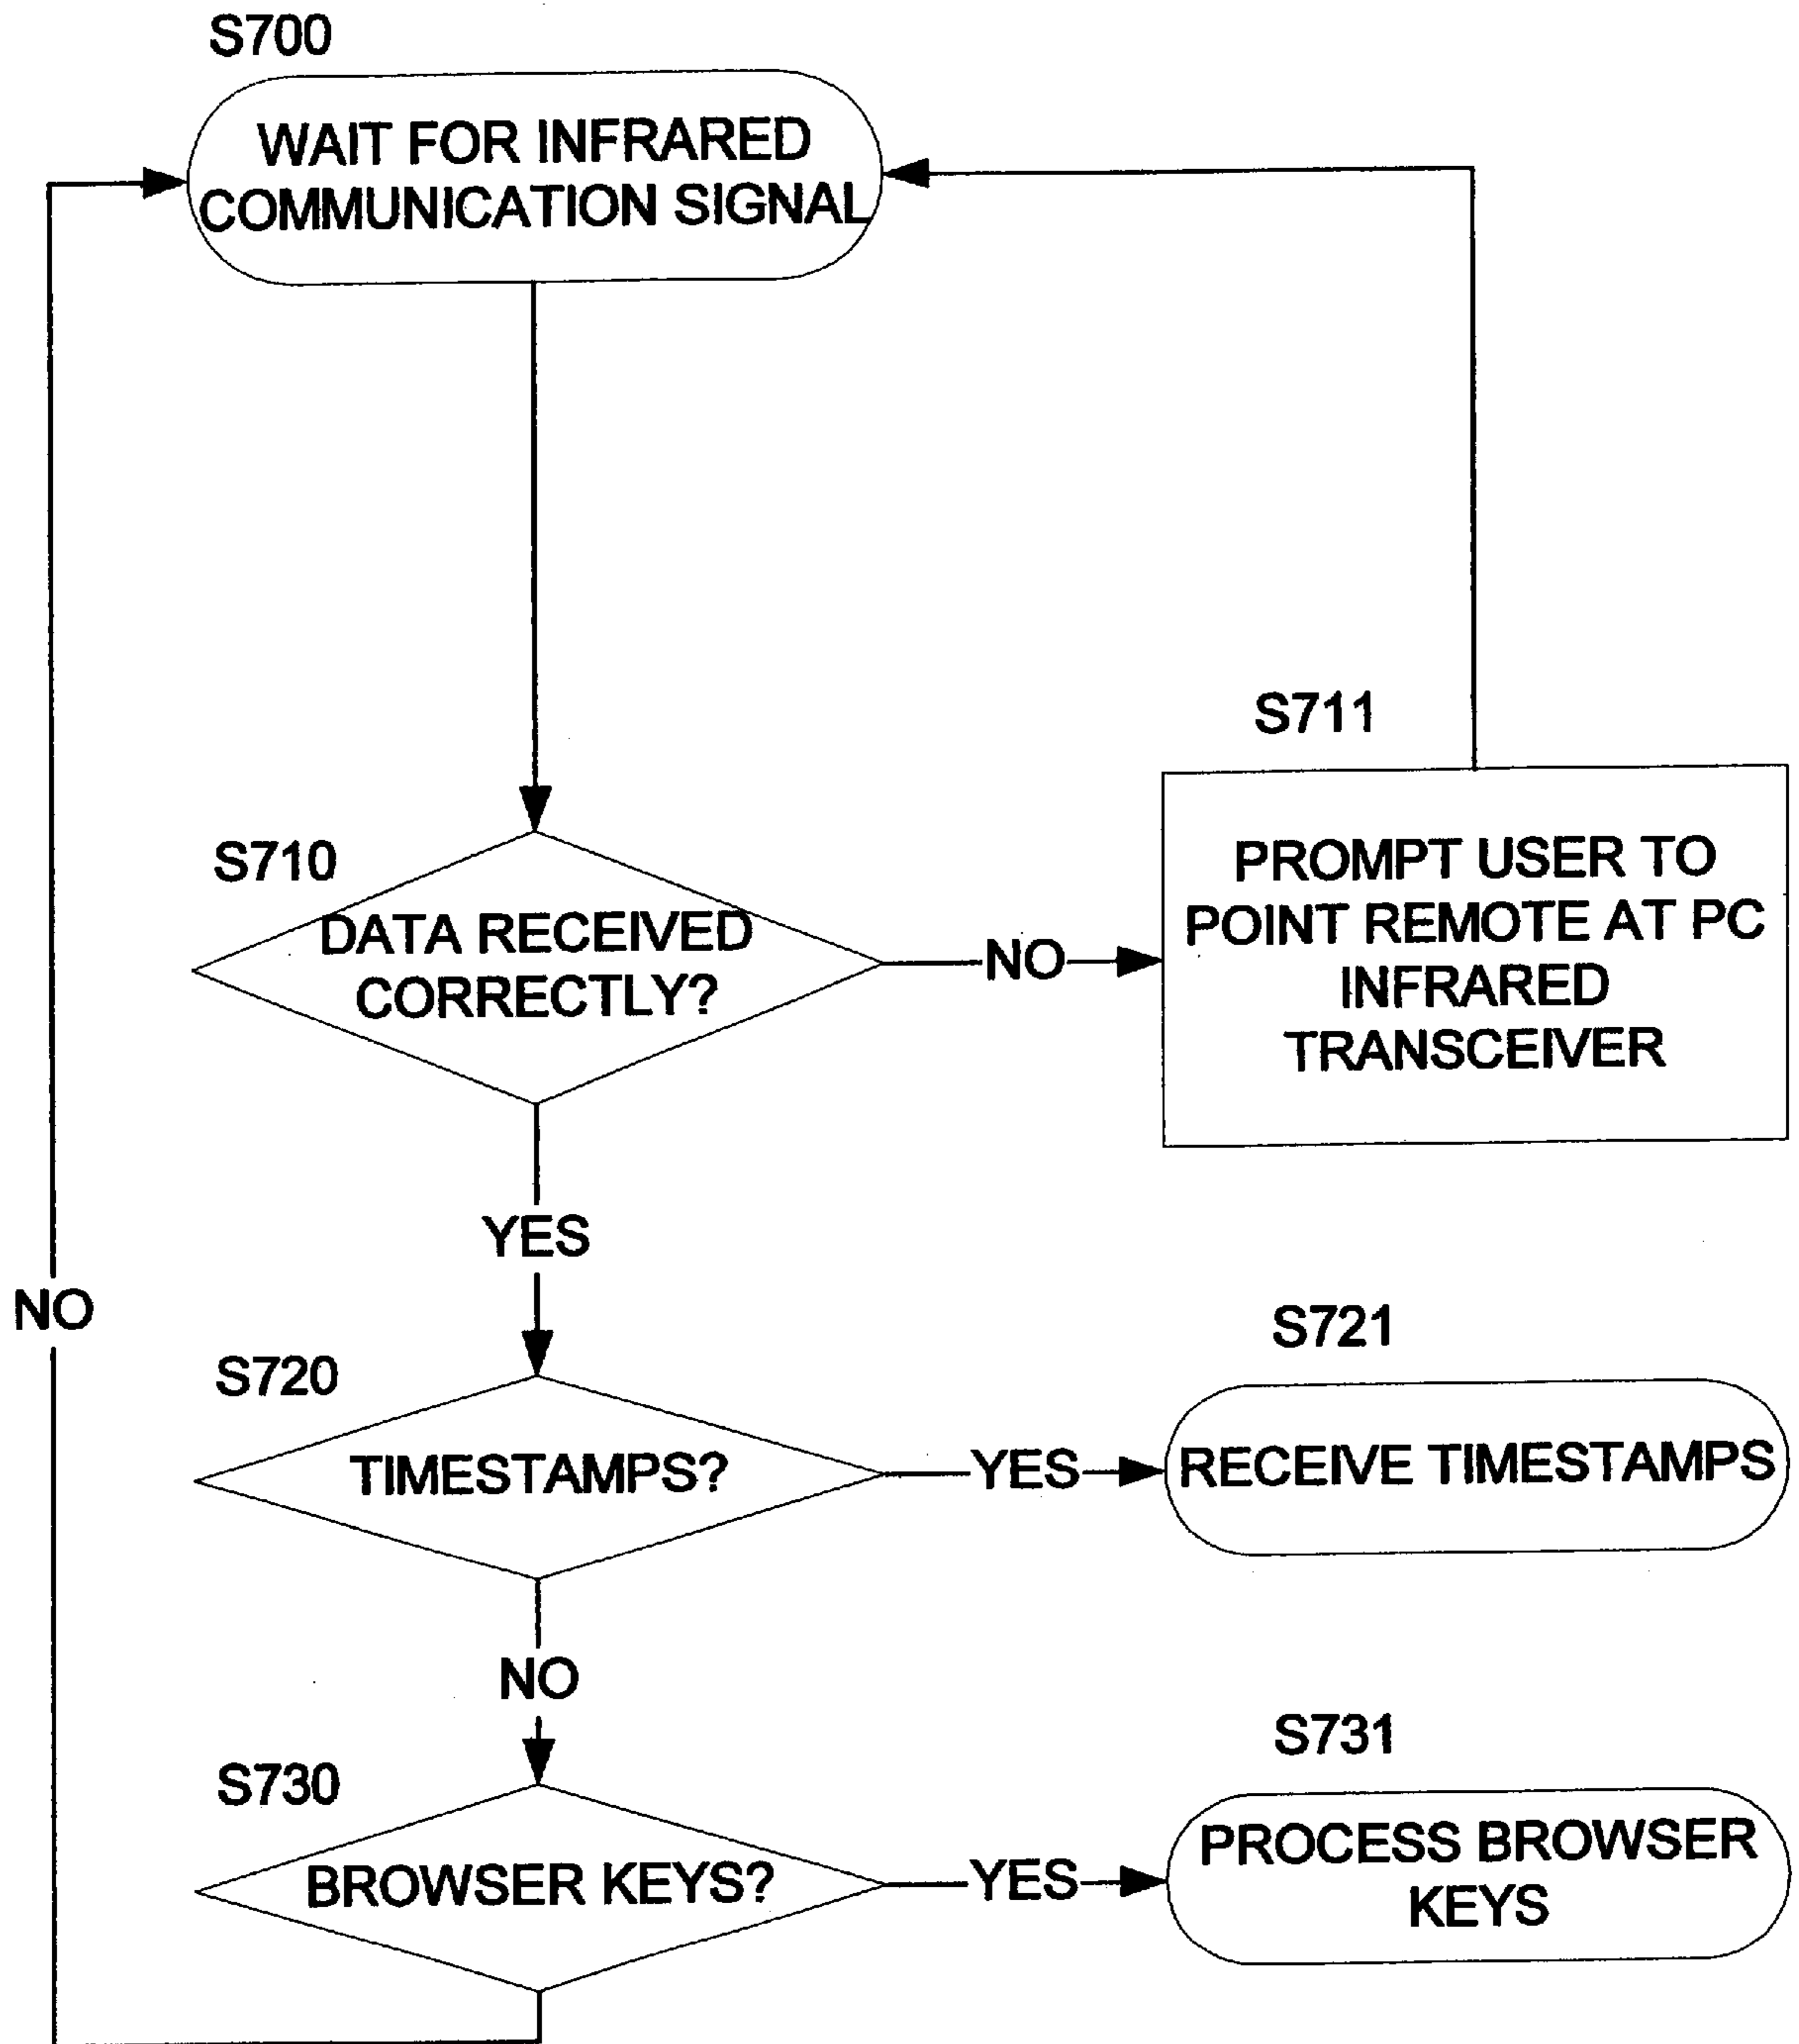 S700
WAIT FOR INFRARED
COMMUNICATION SIGNAL
S711
PROMPT USER TO
POINT REMOTE AT PC
INFRARED
TRANSCEIVER
S710
DATA RECEIVED
CORRECTLY?
NO
YES
NO
S720
TIMESTAMPS?
YES
S721
RECEIVE TIMESTAMPS
NO
S730
BROWSER KEYS?
YES
S731
PROCESS BROWSER
KEYS